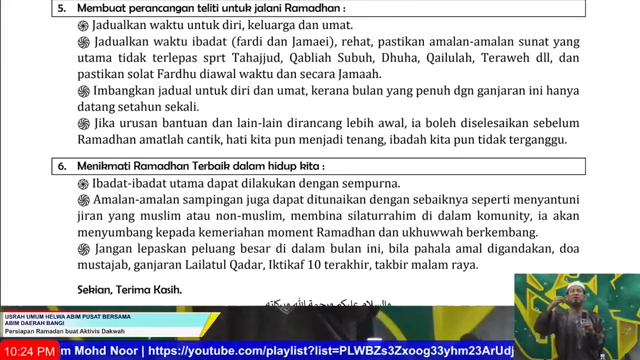 5. Membuat perancangan teliti untuk jalani Ramadhan :
Jadualkan waktu untuk diri, keluarga dan umat.
Jadualkan waktu ibadat (fardi dan Jamaei), rehat, pastikan amalan-amalan sunat yang
utama tidak terlepas sprt Tahajjud, Qabliah Subuh, Dhuha, Qailulah, Teraweh dll, dan
pastikan solat Fardhu diawal waktu dan secara Jamaah.
Imbangkan jadual untuk diri dan umat, kerana bulan yang penuh dgn ganjaran ini hanya
datang setahun sekali.
Jika urusan bantuan dan lain-lain dirancang lebih awal, ia boleh diselesaikan sebelum
Ramadhan amatlah cantik, hati kita pun menjadi tenang, ibadah kita pun tidak terganggu.
6. Menikmati Ramadhan Terbaik dalam hidup kita :
Ibadat-ibadat utama dapat dilakukan dengan sempurna.
Amalan-amalan sampingan juga dapat ditunaikan dengan sebaiknya seperti menyantuni
jiran yang muslim atau non-muslim, membina silaturrahim di dalam komunity, ia akan
menyumbang kepada kemeriahan moment Ramadhan dan ukhuwwah berkembang.
Jangan lepaskan peluang besar di dalam bulan ini, bila pahala amal digandakan, doa
mustajab, ganjaran Lailatul Qadar, Iktikaf 10 terakhir, takbir malam raya.
Sekian, Terima Kasih.
والسلام عليكم ورحمة الله وبركاته
USRAH UMUM HELWA ABIM PUSAT BERSAMA
ABIM DAERAH BANGI
Persiapan Ramadan buat Aktivis Dakwah
10:24 PM
m Mohd Noor | https://youtube.com/playlist?list=PLWBZs3Zxoog33yhm23ArUdj